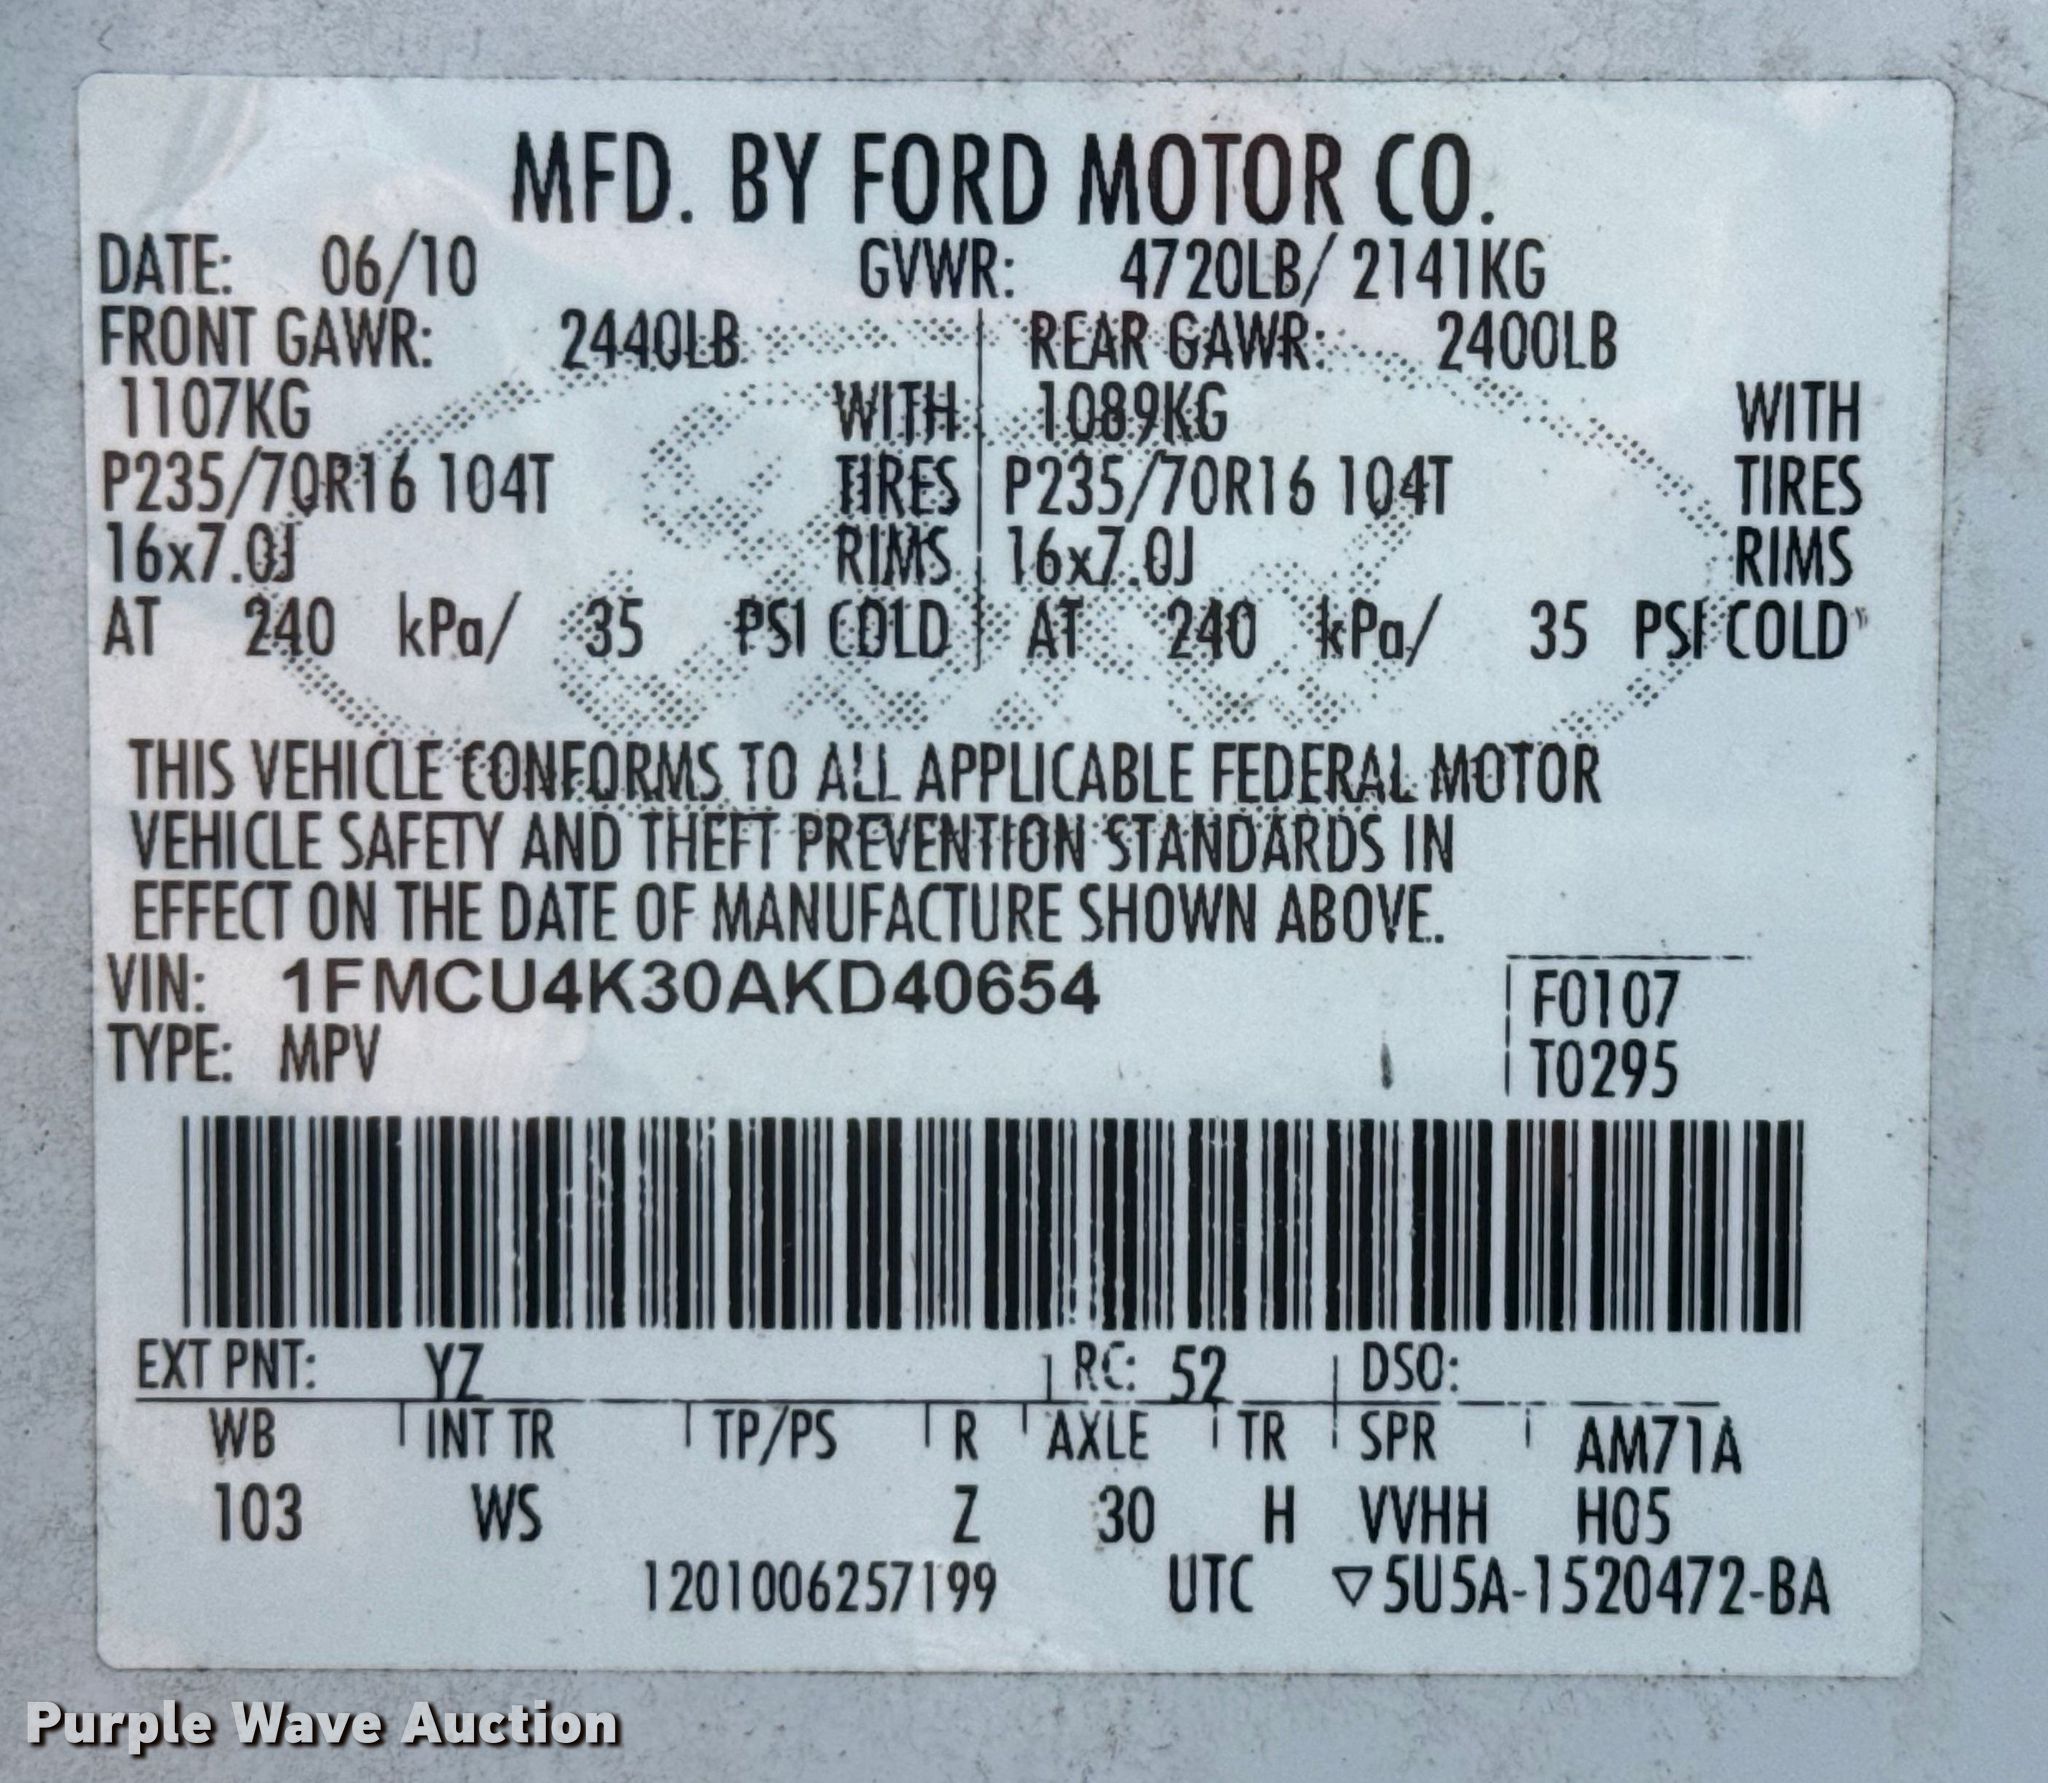 MFD. BY FORD MOTOR CO.
DATE: 06/10 GVWR: 4720LB/ 2141KG
FRONT GAWR: 2440LB REAR GAWR: 2400LB
1107KG WITH 1089KG WITH
P235/70R16 104T TIRES P235/70R16 104T TIRES
16x7.0J RIMS 16x7.0J RIMS
AT 240 kPa/ 35 PSI COLD AT 240 kPa/ 35 PSI COLD
THIS VEHICLE CONFORMS TO ALL APPLICABLE FEDERAL MOTOR
VEHICLE SAFETY AND THEFT PREVENTION STANDARDS IN
EFFECT ON THE DATE OF MANUFACTURE SHOWN ABOVE.
VIN: 1FMCU4K30AKD40654 F0107
TYPE: MPV T0295
EXT PNT: YZ RC: 52 DSO:
WB INT TR TP/PS R AXLE TR SPR AM71A
103 WS Z 30 H VVHH H05
1201006257199 UTC ▽5U5A-1520472-BA
Purple Wave Auction